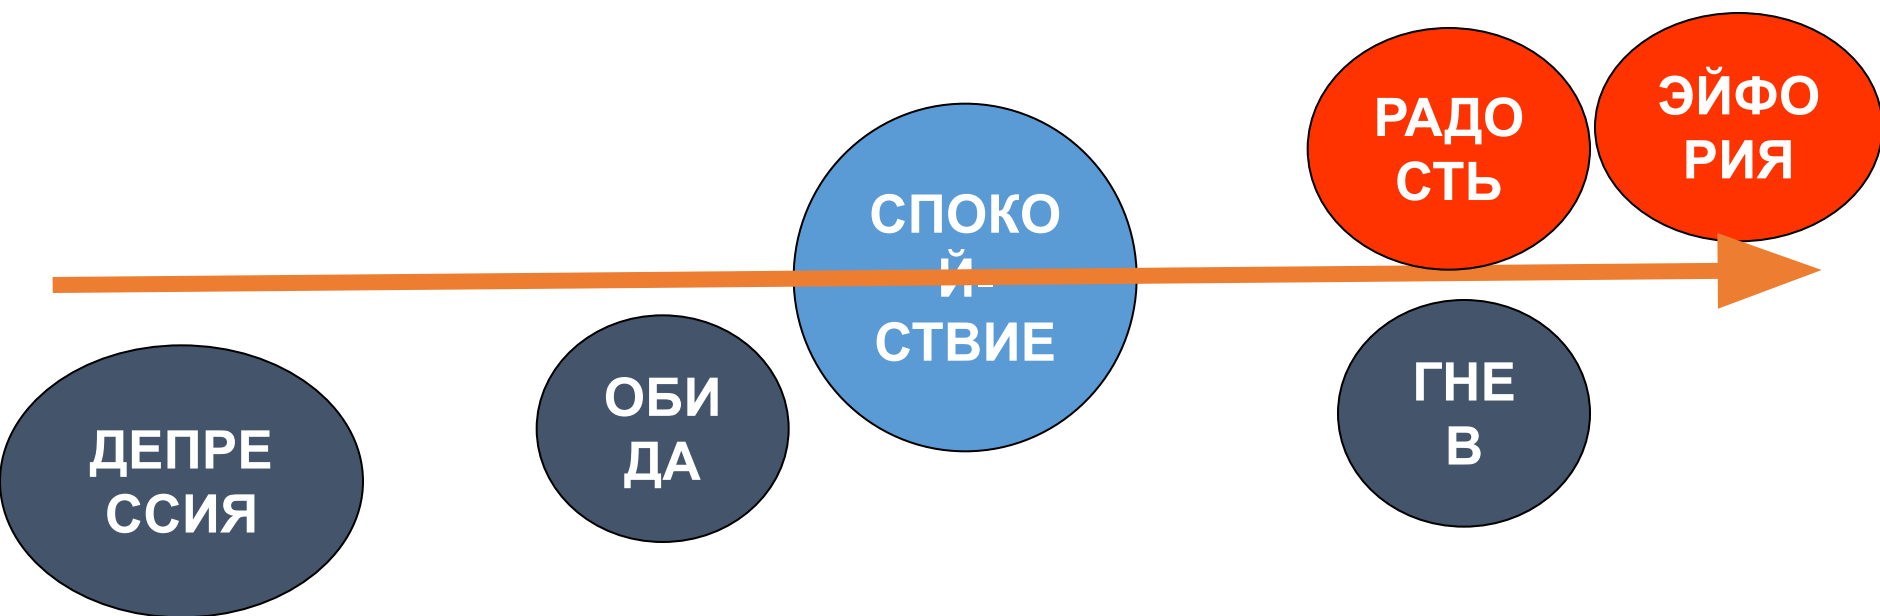 ДЕПРЕ
ССИЯ
ОБИ
ДА
СПОКО
Й-
СТВИЕ
РАДО
СТЬ
ЭЙФО
РИЯ
ГНЕ
В